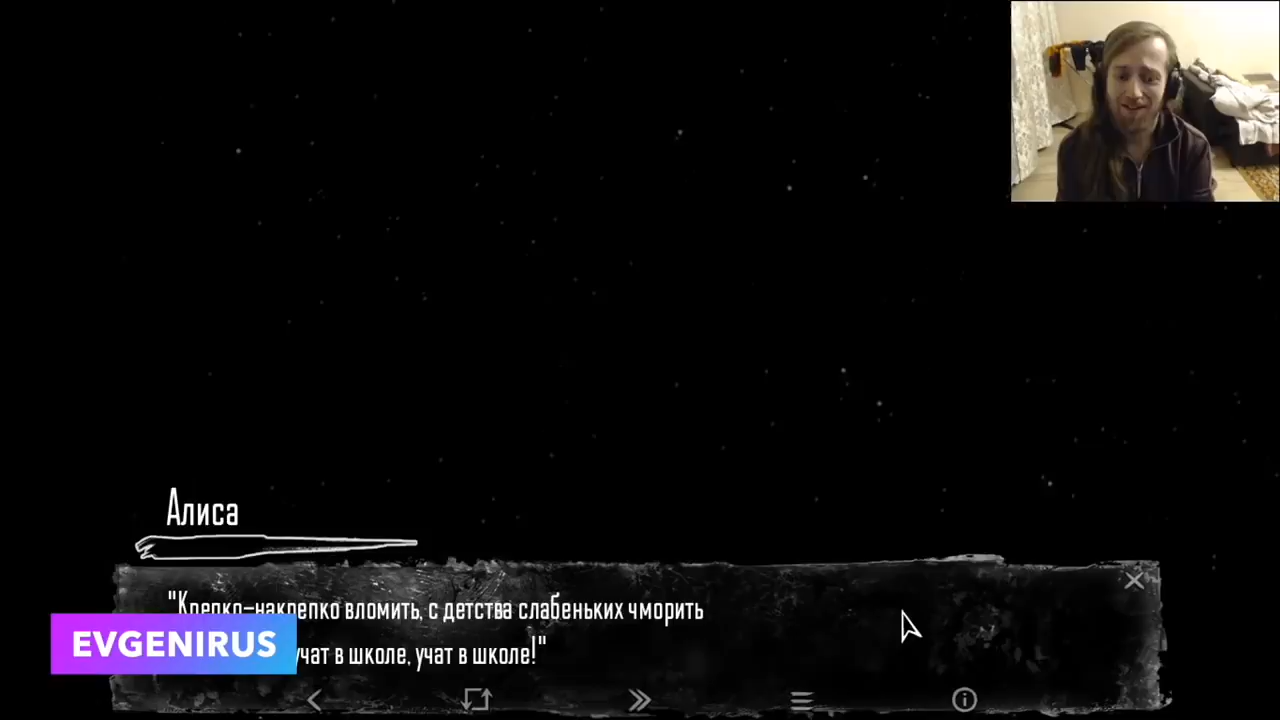 Алиса
"Крепко-накрепко вломить, с детства слабеньких чморить
учат в школе, учат в школе!"
EVGENIRUS